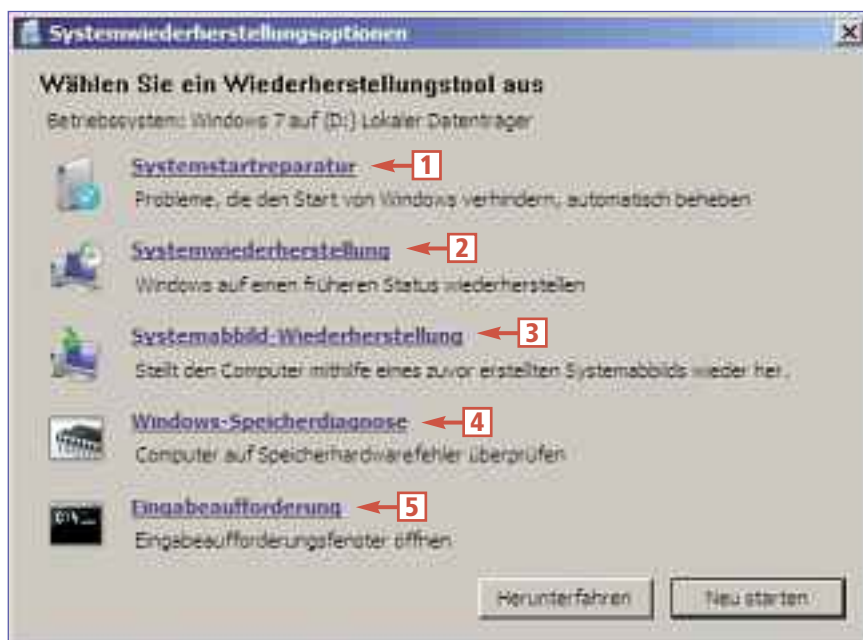 Systemwiederherstellungsoptionen
Wählen Sie ein Wiederherstellungstool aus
Betriebssystem: Windows 7 auf (D:) Lokaler Datenträger
Systemstartreparatur 1
Probleme, die den Start von Windows verhindern, automatisch beheben
Systemwiederherstellung 2
Windows auf einen früheren Status wiederherstellen
Systemabbild-Wiederherstellung 3
Stellt den Computer mithilfe eines zuvor erstellten Systemabbilds wieder her.
Windows-Speicherdiagnose 4
Computer auf Speicherhardwarefehler überprüfen
Eingabeaufforderung 5
Eingabeaufforderungsfenster öffnen
Herunterfahren Neu starten